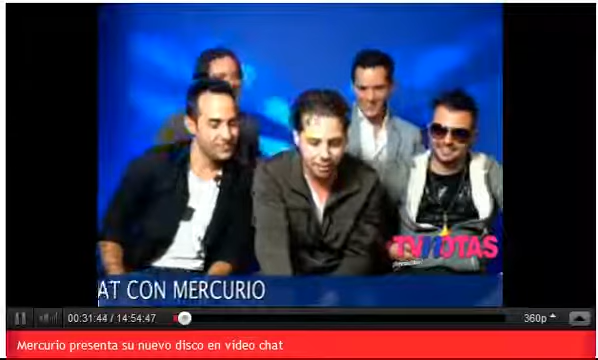 TVNOTAS
AT CON MERCURIO
00:31:44 / 14:54:47
360p
Mercurio presenta su nuevo disco en video chat